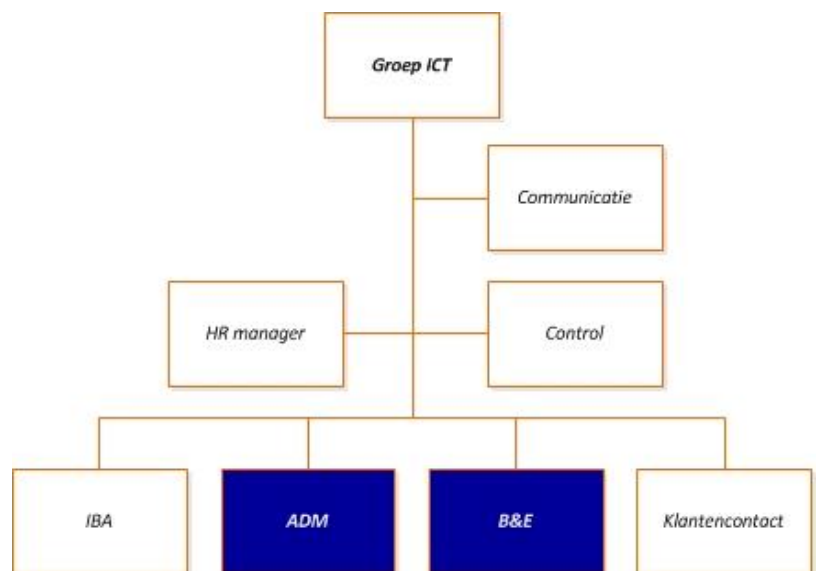 Groep ICT
Communicatie
HR manager
Control
IBA
ADM
B&E
Klantencontact